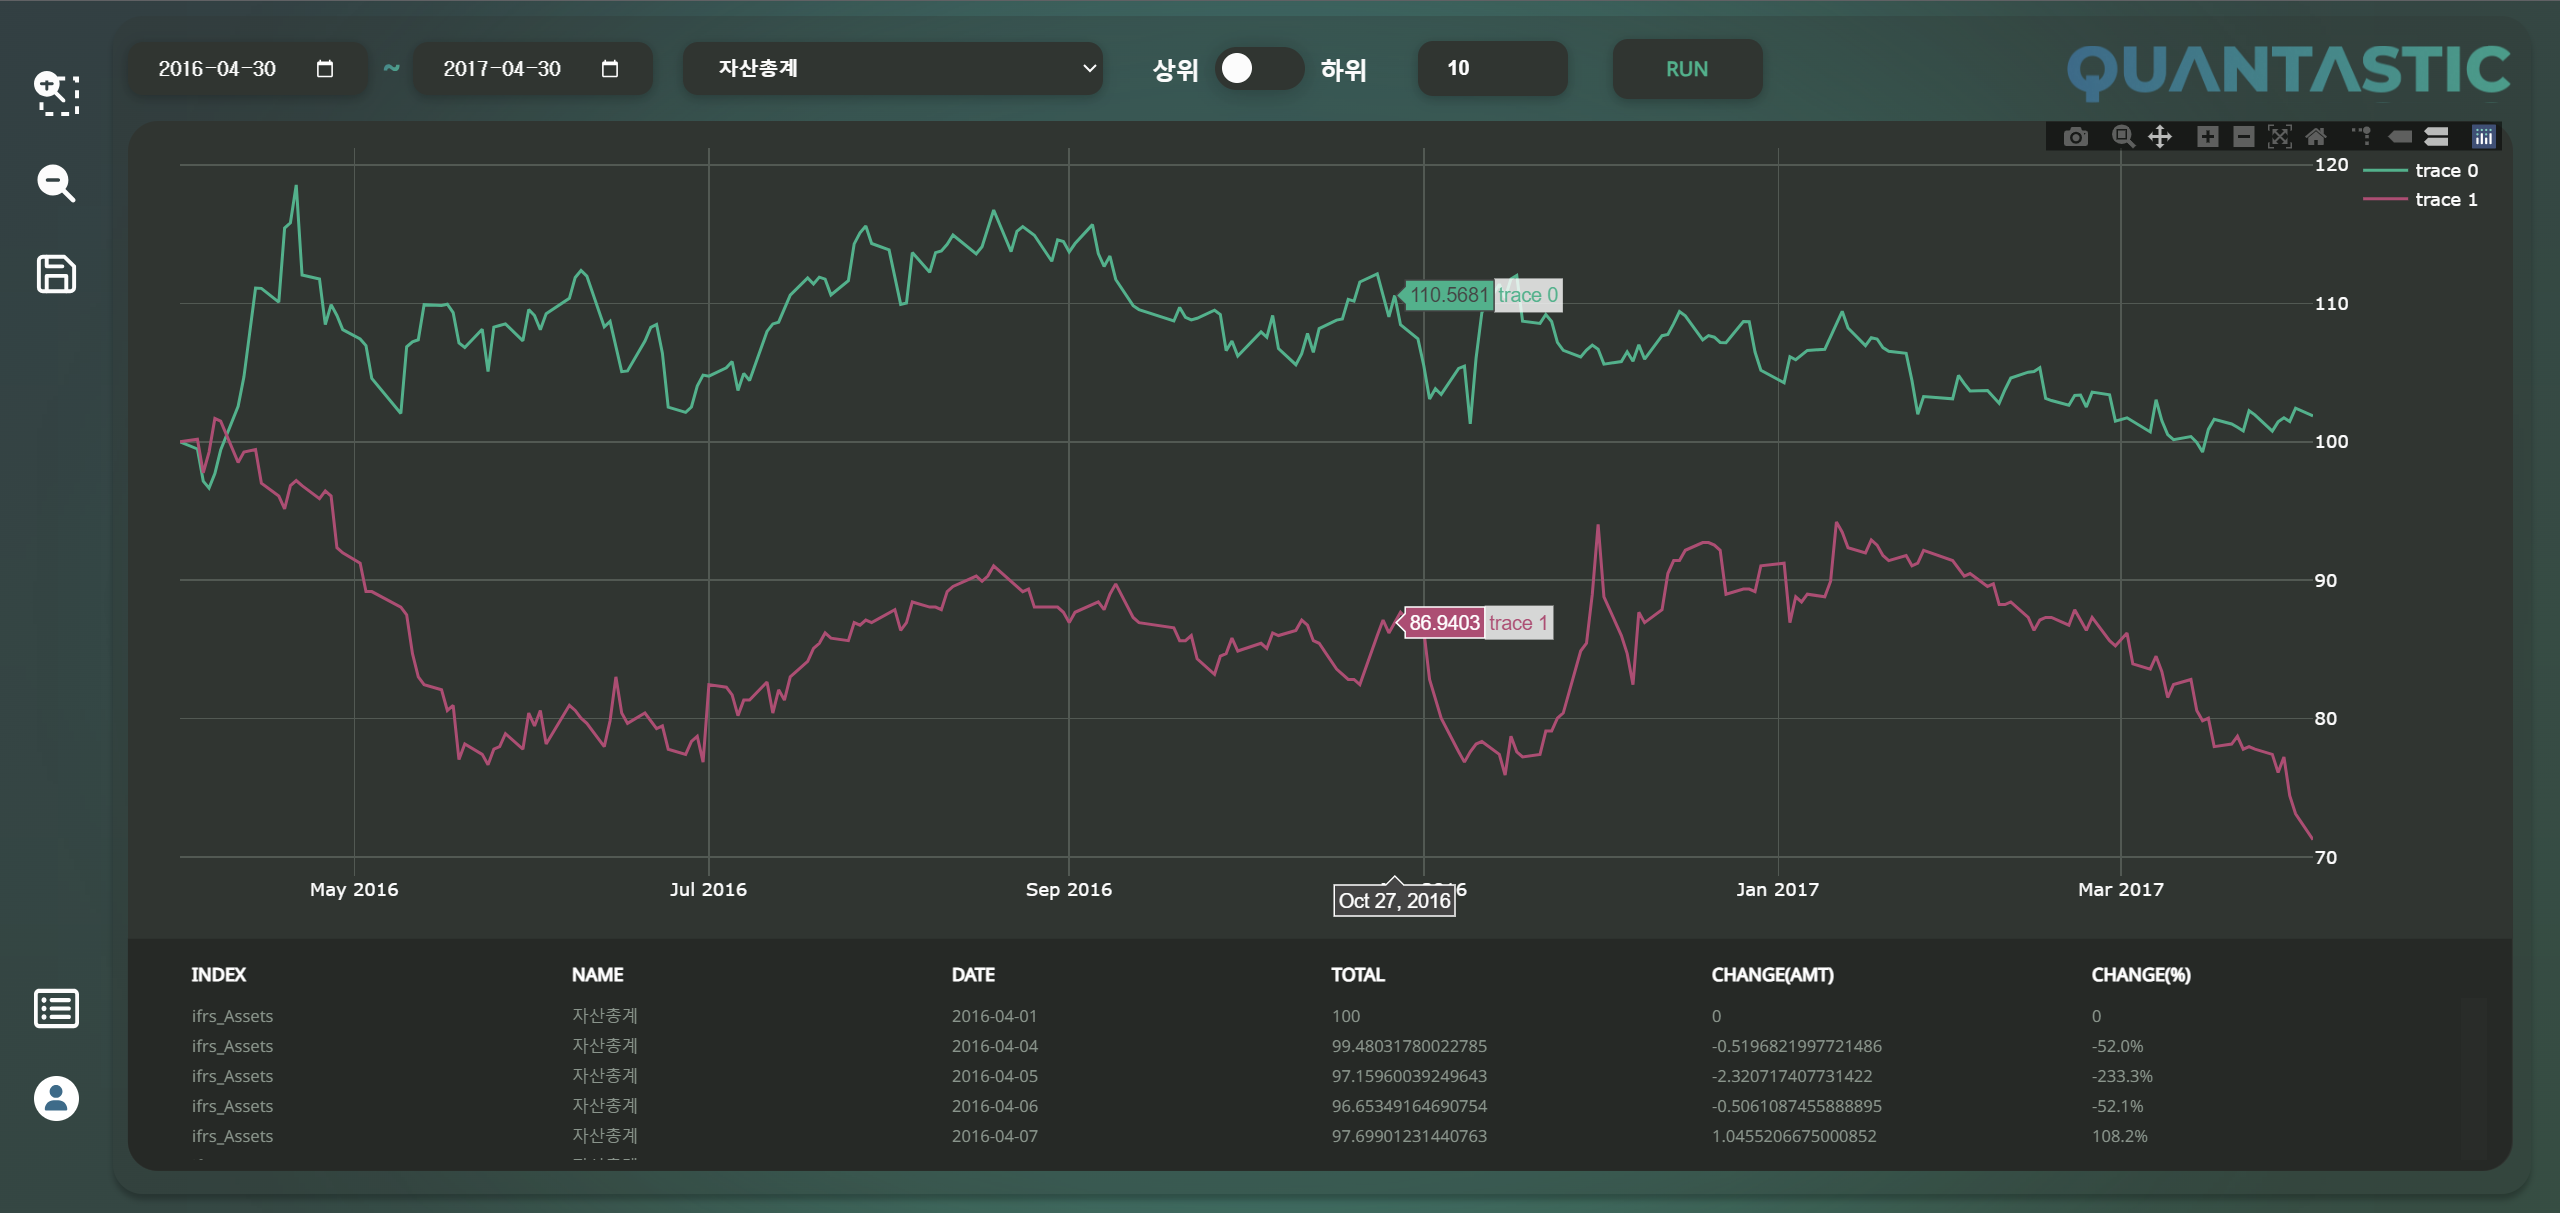 2016-04-30 ~ 2017-04-30 자산총계 상위 하위 10 RUN QUANTASTIC
120
trace 0
trace 1
110
110.5681 trace 0
100
90
86.9403 trace 1
80
70
May 2016 Jul 2016 Sep 2016 Jan 2017 Mar 2017
Oct 27, 2016
INDEX NAME DATE TOTAL CHANGE(AMT) CHANGE(%)
ifrs_Assets 자산총계 2016-04-01 100 0 0
ifrs_Assets 자산총계 2016-04-04 99.48031780022785 -0.5196821997721486 -52.0%
ifrs_Assets 자산총계 2016-04-05 97.15960039249643 -2.320717407731422 -233.3%
ifrs_Assets 자산총계 2016-04-06 96.65349164690754 -0.5061087455888895 -52.1%
ifrs_Assets 자산총계 2016-04-07 97.69901231440763 1.0455206675000852 108.2%